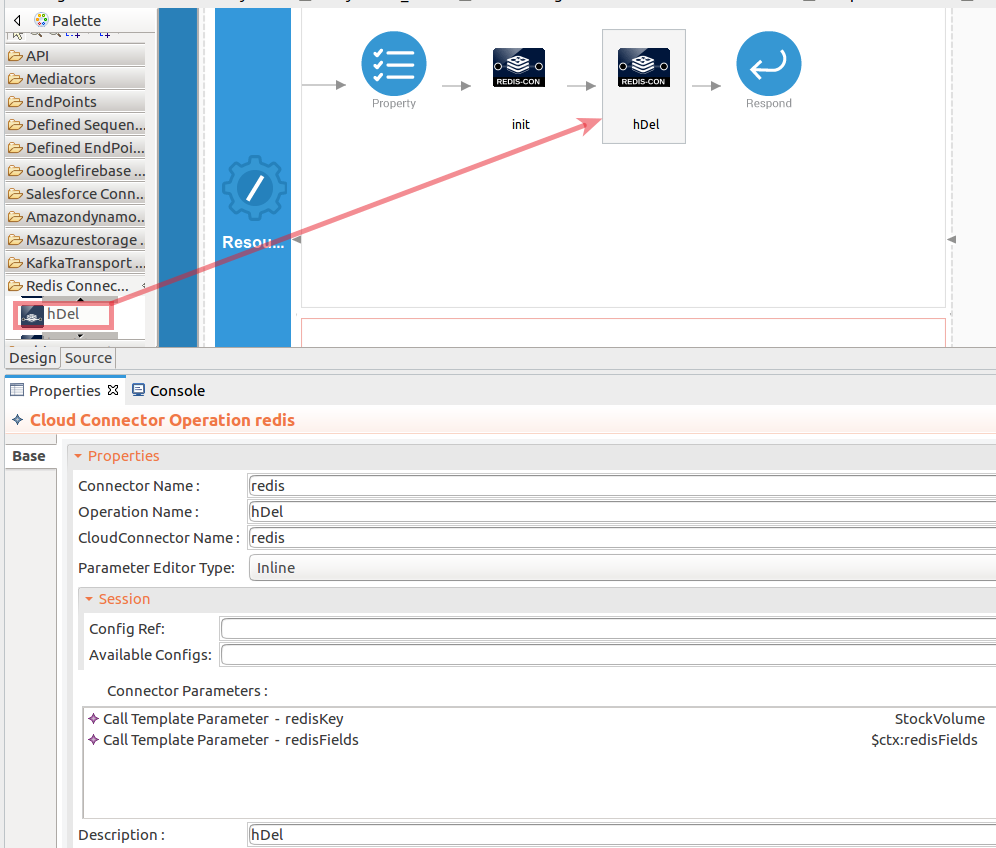 Palette
API
Mediators
EndPoints
Defined Sequen...
Defined EndPoi...
Googlefirebase ...
Salesforce Conn...
Amazondynamo...
Msazurestorage .
KafkaTransport ...
Redis Connec...
hDel
Resou...
Property
REDIS-CON
init
REDIS-CON
hDel
Respond
Design
Source
Properties
Console
Cloud Connector Operation redis
Base
Properties
Connector Name :
redis
Operation Name :
hDel
CloudConnector Name :
redis
Parameter Editor Type:
Inline
Session
Config Ref:
Available Configs:
Connector Parameters :
Call Template Parameter - redisKey
StockVolume
Call Template Parameter - redisFields
$ctx:redisFields
Description :
hDel